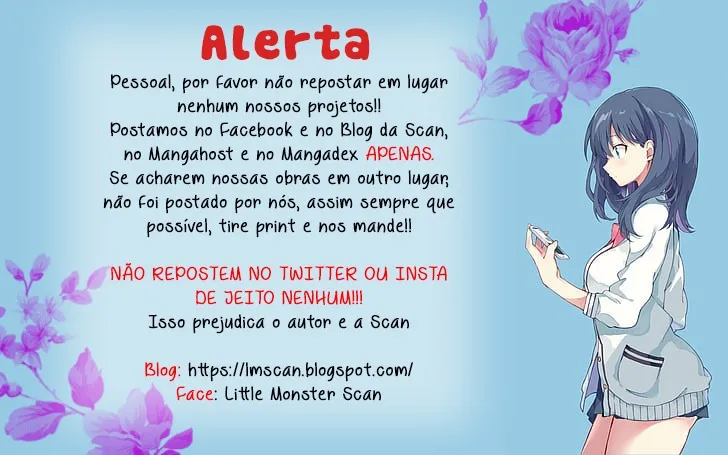 Alerta
Pessoal, por favor não repostar em lugar
nenhum nossos projetos!!
Postamos no Facebook e no Blog da Scan,
no Mangahost e no Mangadex APENAS.
Se acharem nossas obras em outro lugar,
não foi postado por nós, assim sempre que
possível, tire print e nos mande!!
NÃO REPOSTEM NO TWITTER OU INSTA
DE JEITO NENHUM!!!
Isso prejudica o autor e a Scan
Blog: https://lmscan.blogspot.com/
Face: Little Monster Scan